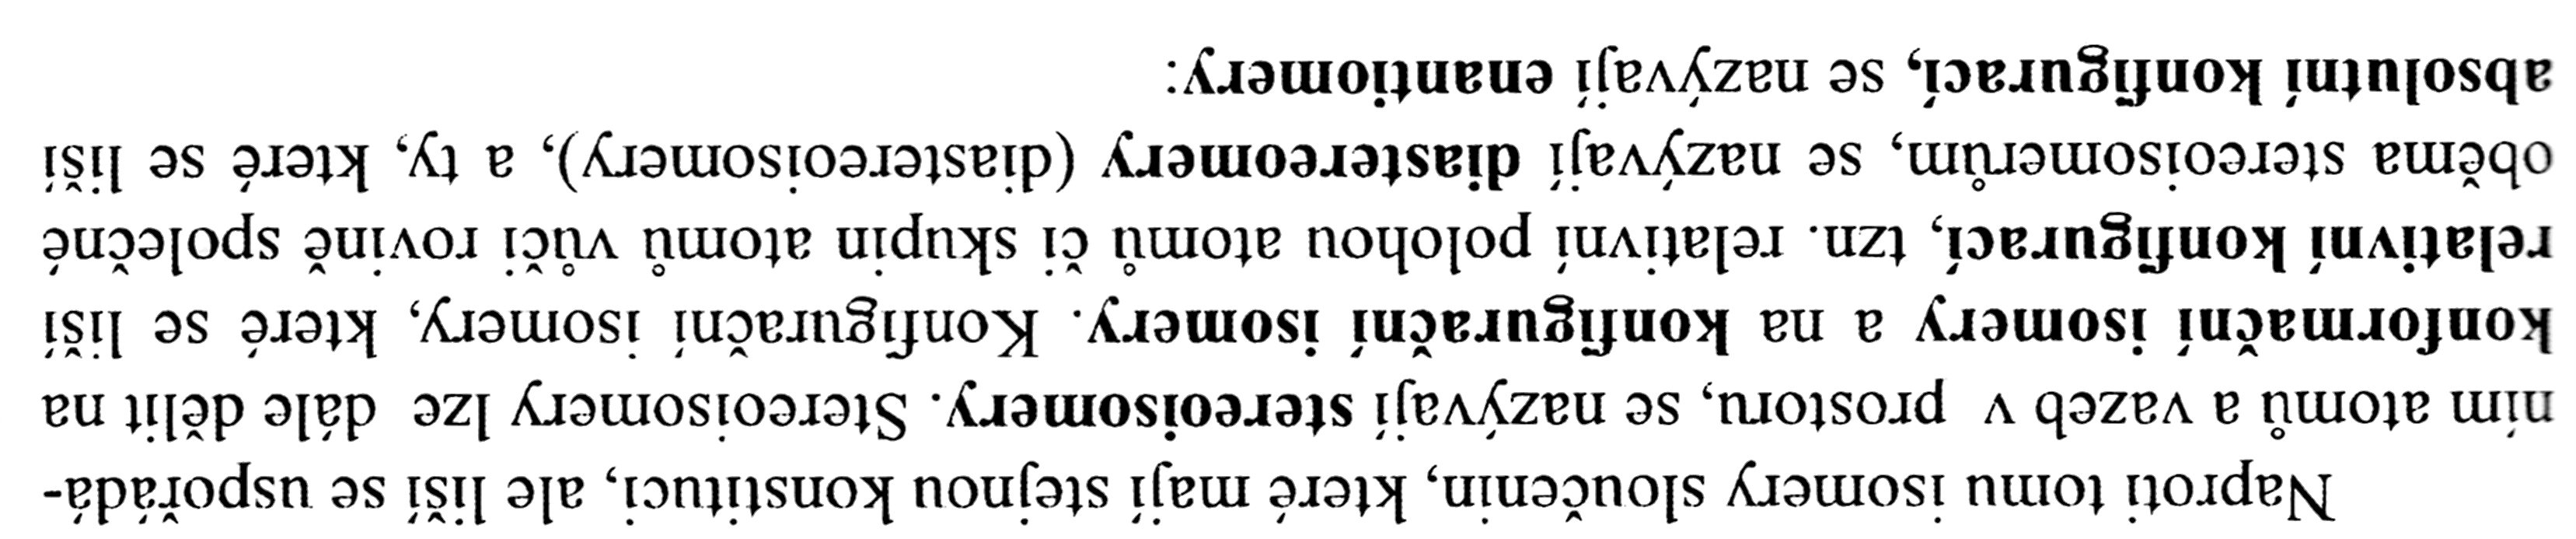 Naproti tomu isomery sloučenin, které mají stejnou konstituci, ale liší se uspořádá-
ním atomů a vazeb v prostoru, se nazývají stereoisomery. Stereoisomery lze dále dělit na
konformační isomery a na konfigurační isomery. Konfigurační isomery, které se liší
relativní konfigurací, tzn. relativní polohou atomů či skupin atomů vůči rovině společné
oběma stereoisomerům, se nazývají diastereomery (diastereoisomery), a ty, které se liší
absolutní konfigurací, se nazývají enantiomery: